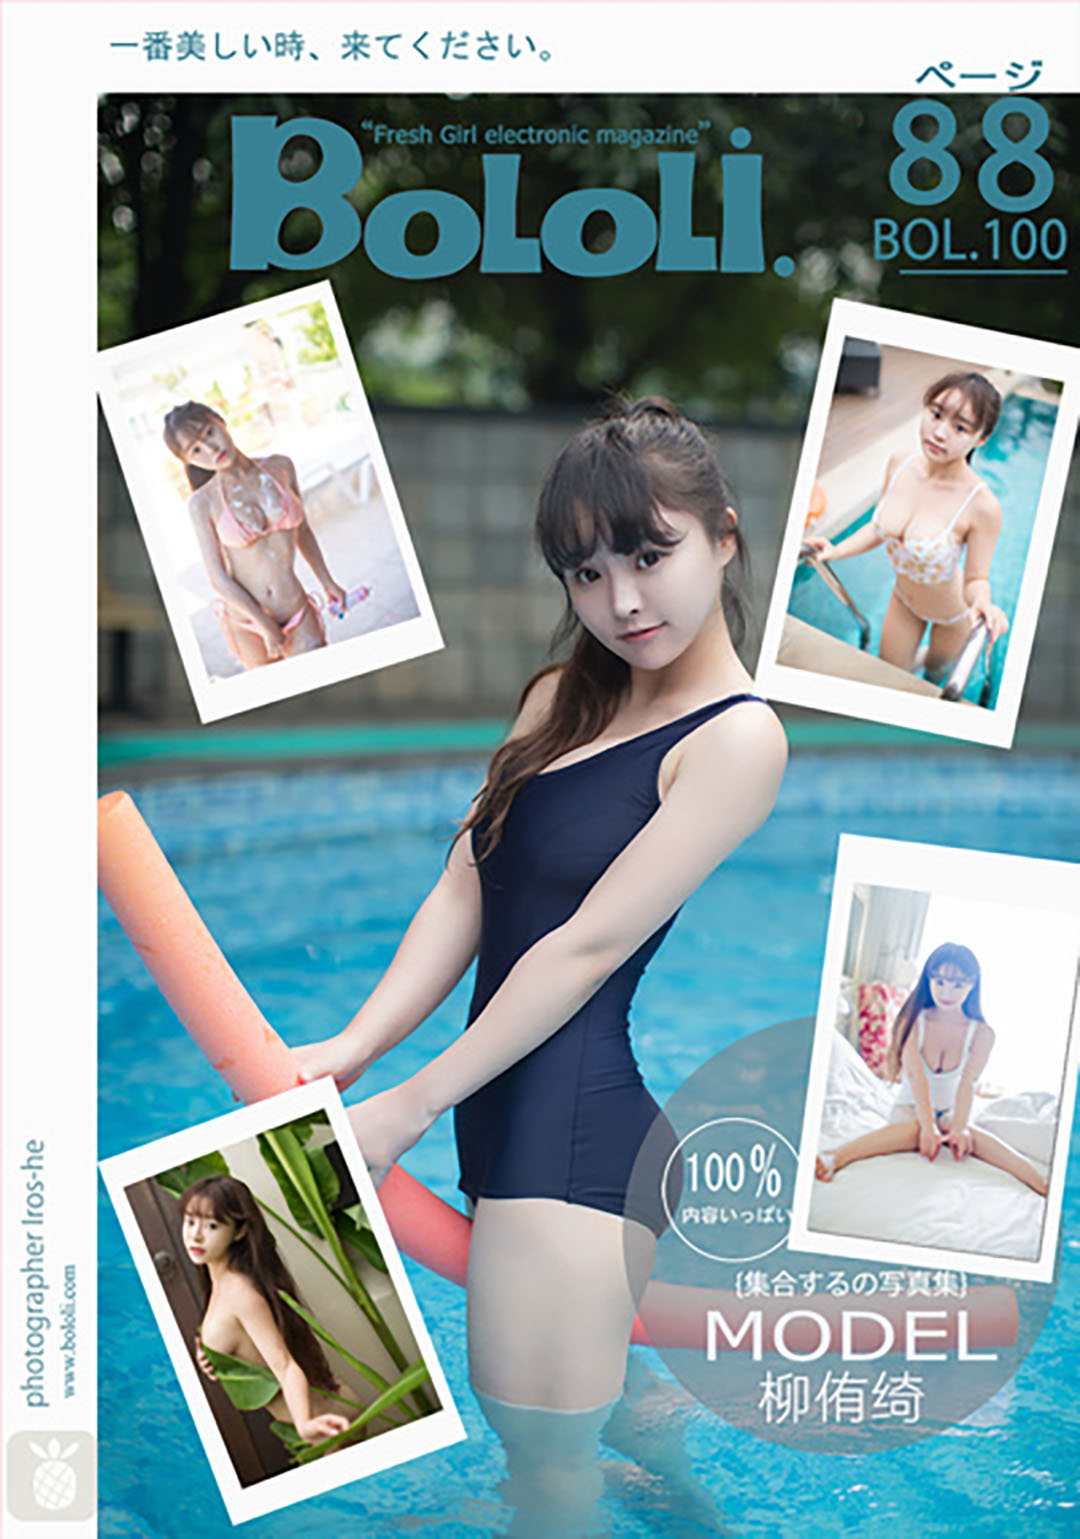 一番美しい時、来てください。
ページ
88
BOL.100
“Fresh Girl electronic magazine”
BoLoLi.
100%
内容いっぱい
{集合するの写真集}
MODEL
柳侑绮
photographer Iros-he
www.bololi.com